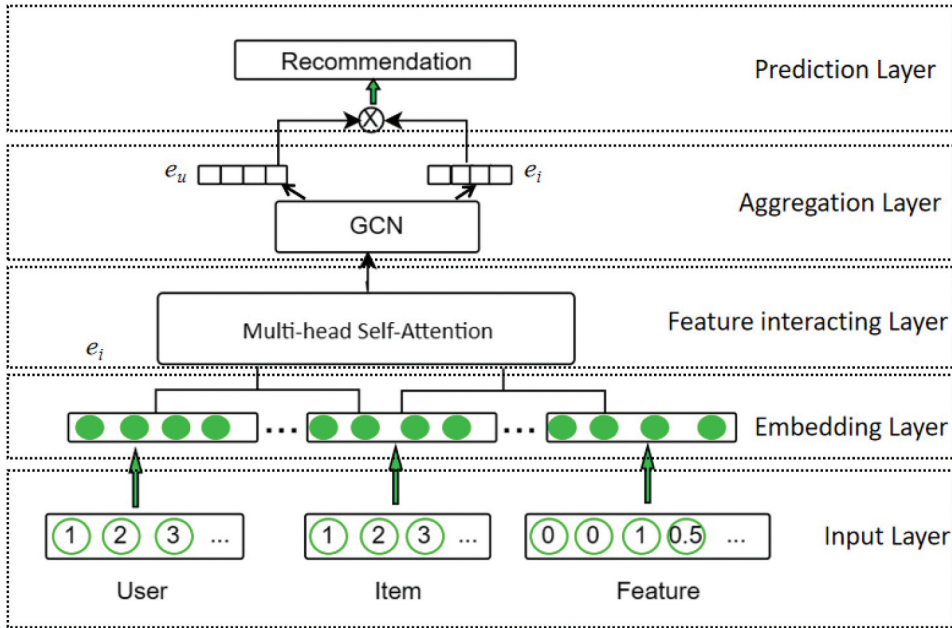 Recommendation
Prediction Layer
X
e_u
e_i
Aggregation Layer
GCN
Multi-head Self-Attention
Feature interacting Layer
e_i
... ...
Embedding Layer
1 2 3 ...
1 2 3 ...
0 0 1 0.5 ...
Input Layer
User
Item
Feature